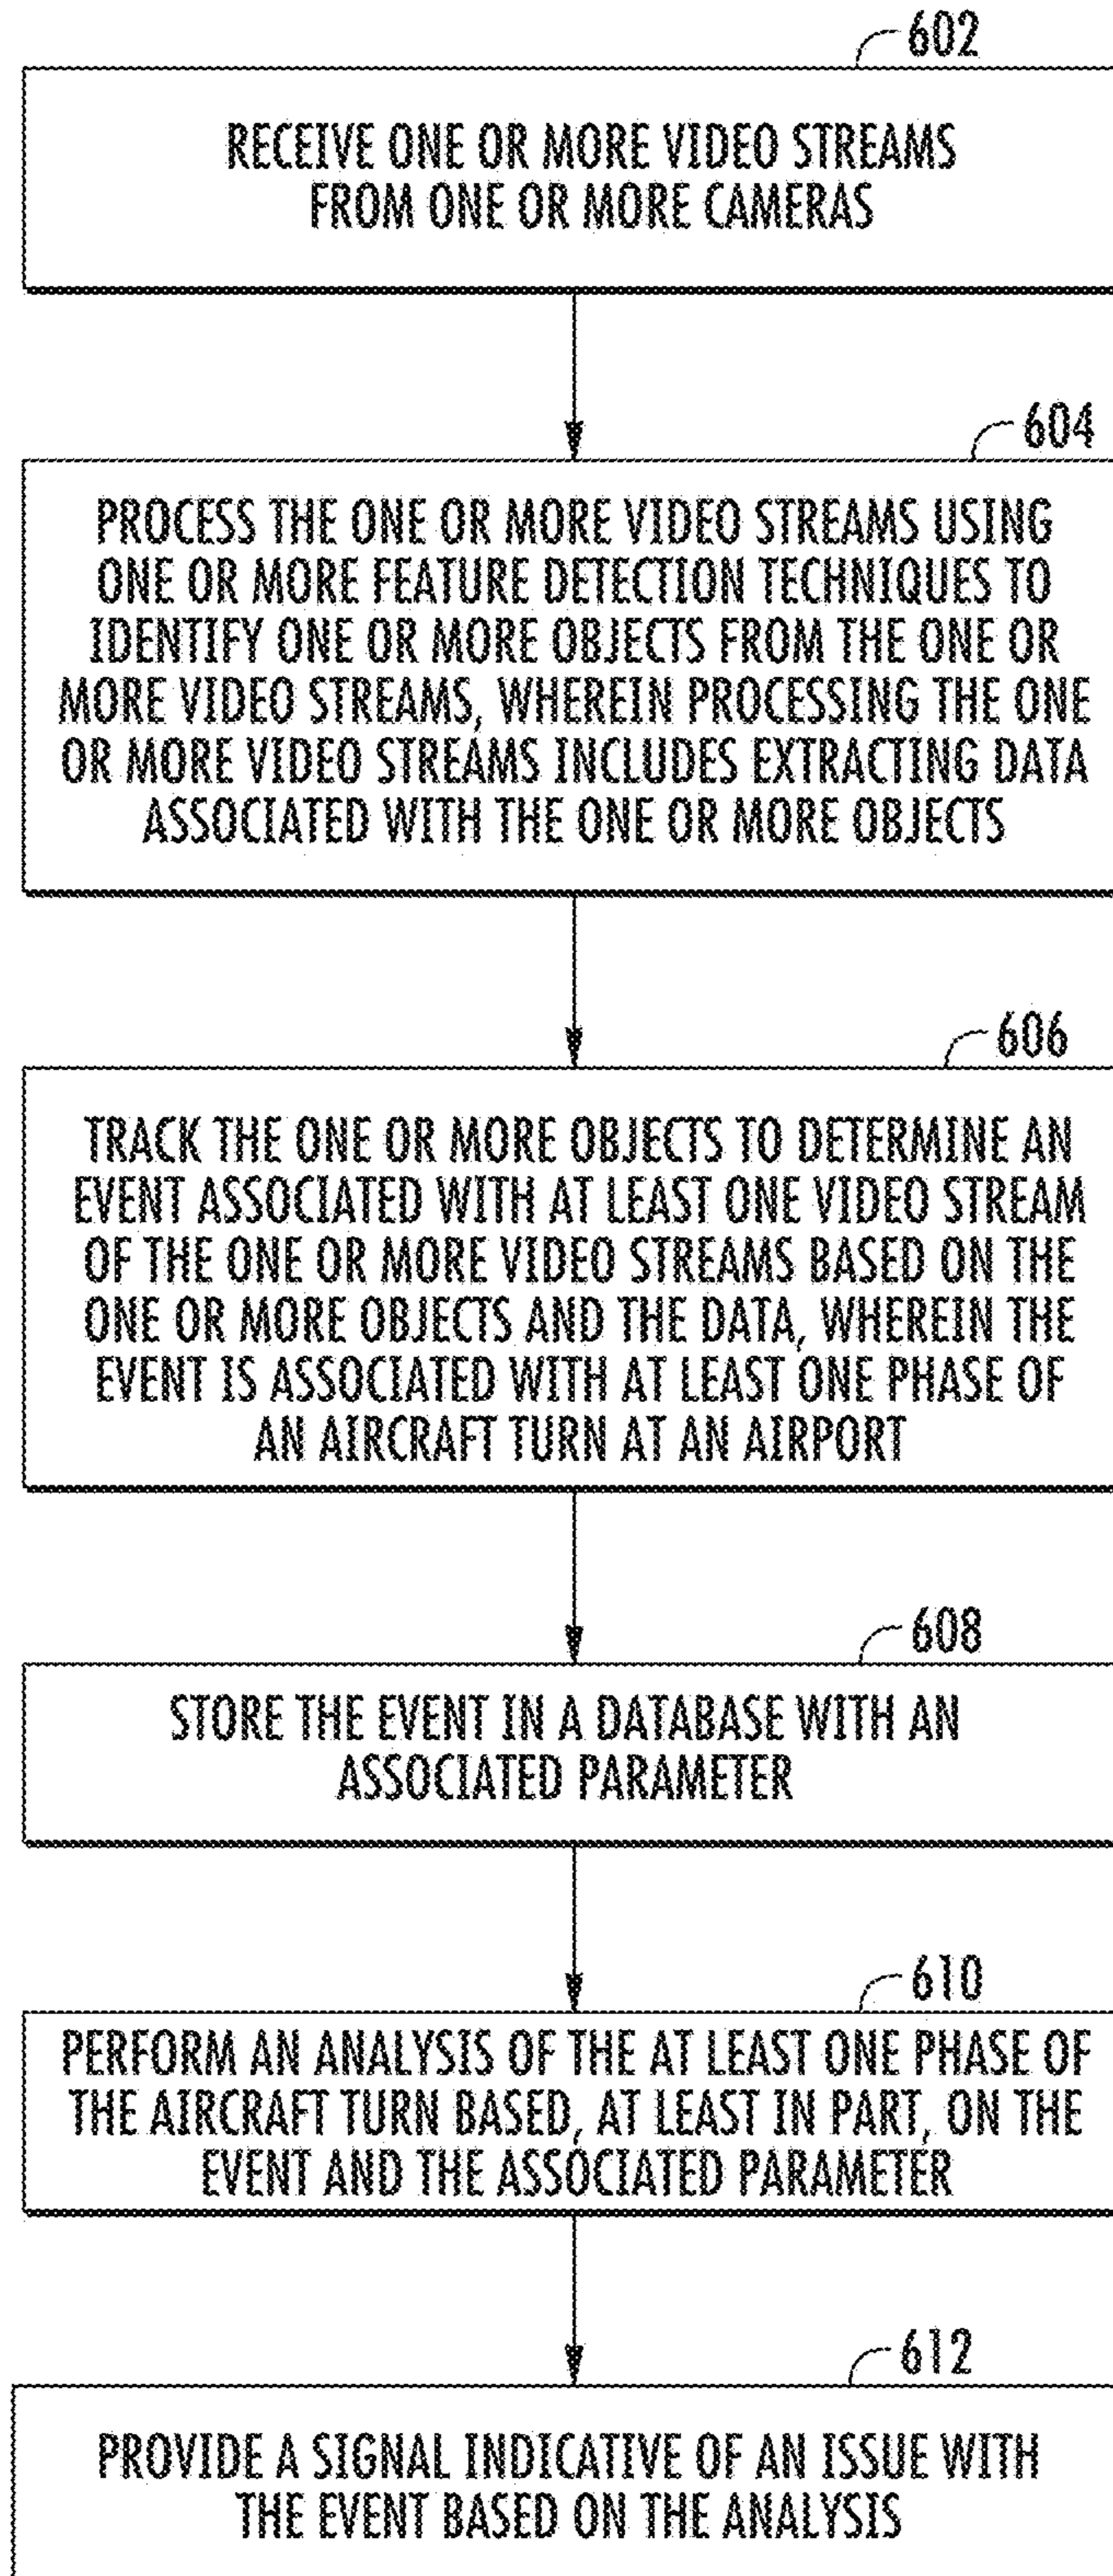 602
RECEIVE ONE OR MORE VIDEO STREAMS
FROM ONE OR MORE CAMERAS
604
PROCESS THE ONE OR MORE VIDEO STREAMS USING
ONE OR MORE FEATURE DETECTION TECHNIQUES TO
IDENTIFY ONE OR MORE OBJECTS FROM THE ONE OR
MORE VIDEO STREAMS, WHEREIN PROCESSING THE ONE
OR MORE VIDEO STREAMS INCLUDES EXTRACTING DATA
ASSOCIATED WITH THE ONE OR MORE OBJECTS
606
TRACK THE ONE OR MORE OBJECTS TO DETERMINE AN
EVENT ASSOCIATED WITH AT LEAST ONE VIDEO STREAM
OF THE ONE OR MORE VIDEO STREAMS BASED ON THE
ONE OR MORE OBJECTS AND THE DATA, WHEREIN THE
EVENT IS ASSOCIATED WITH AT LEAST ONE PHASE OF
AN AIRCRAFT TURN AT AN AIRPORT
608
STORE THE EVENT IN A DATABASE WITH AN
ASSOCIATED PARAMETER
610
PERFORM AN ANALYSIS OF THE AT LEAST ONE PHASE OF
THE AIRCRAFT TURN BASED, AT LEAST IN PART, ON THE
EVENT AND THE ASSOCIATED PARAMETER
612
PROVIDE A SIGNAL INDICATIVE OF AN ISSUE WITH
THE EVENT BASED ON THE ANALYSIS